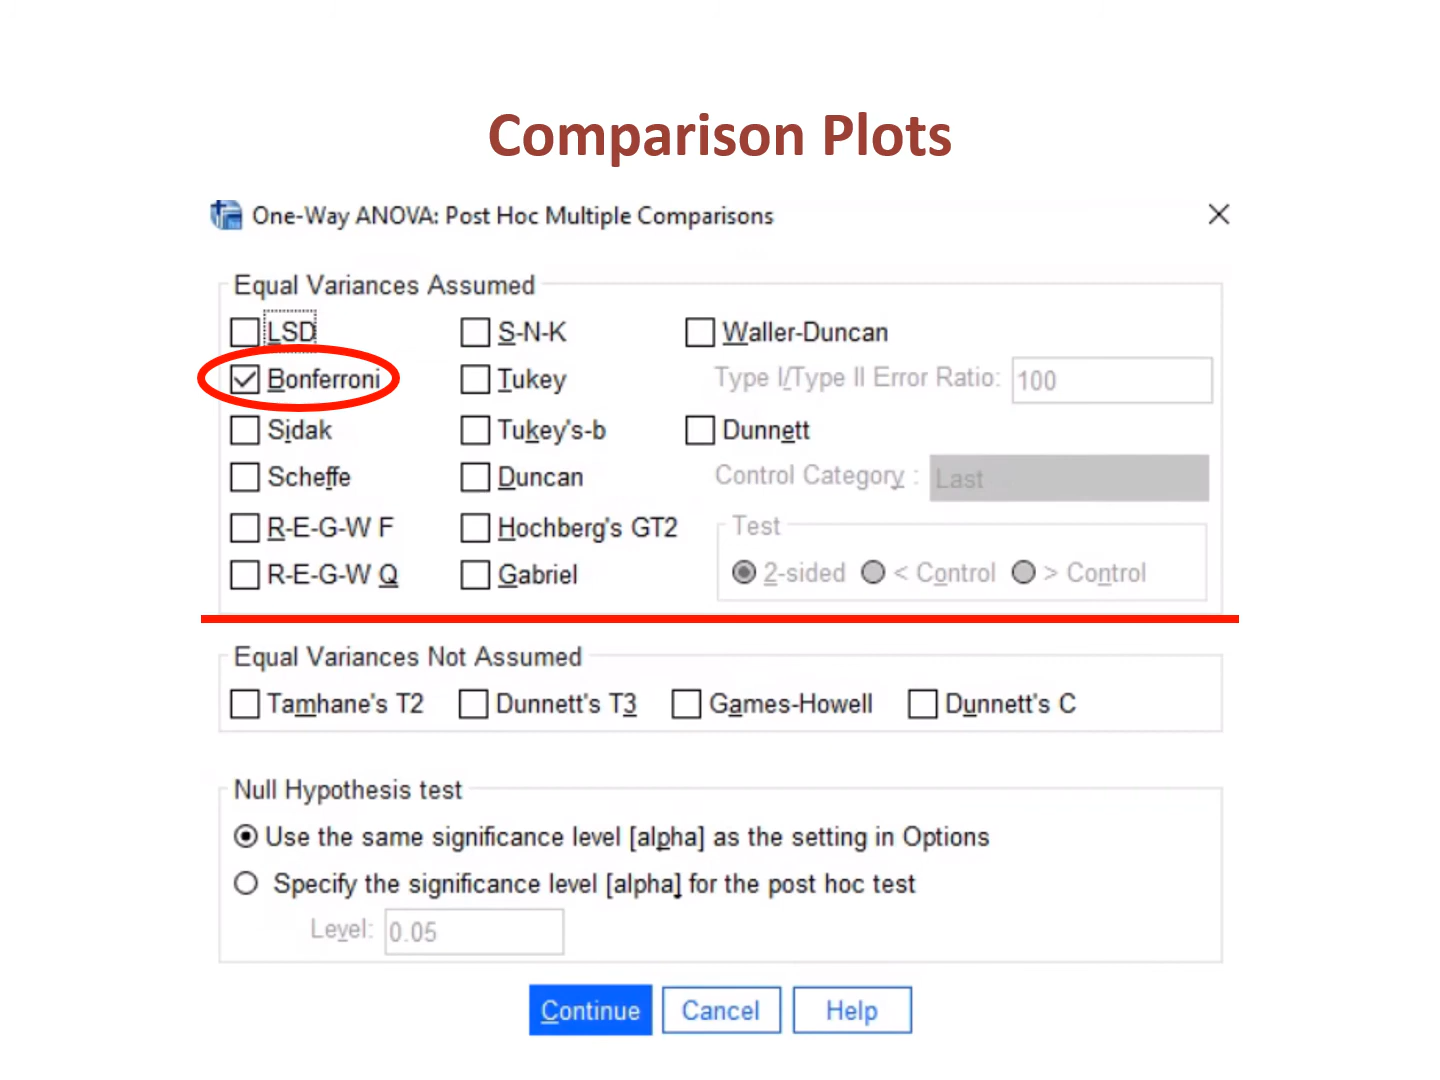 Comparison Plots
One-Way ANOVA: Post Hoc Multiple Comparisons
Equal Variances Assumed
LSD S-N-K Waller-Duncan
Bonferroni Tukey Type I/Type II Error Ratio: 100
Sidak Tukey's-b Dunnett
Scheffe Duncan Control Category : Last
R-E-G-W F Hochberg's GT2 Test
R-E-G-W Q Gabriel 2-sided < Control > Control
Equal Variances Not Assumed
Tamhane's T2 Dunnett's T3 Games-Howell Dunnett's C
Null Hypothesis test
Use the same significance level [alpha] as the setting in Options
Specify the significance level [alpha] for the post hoc test
Level: 0.05
Continue Cancel Help